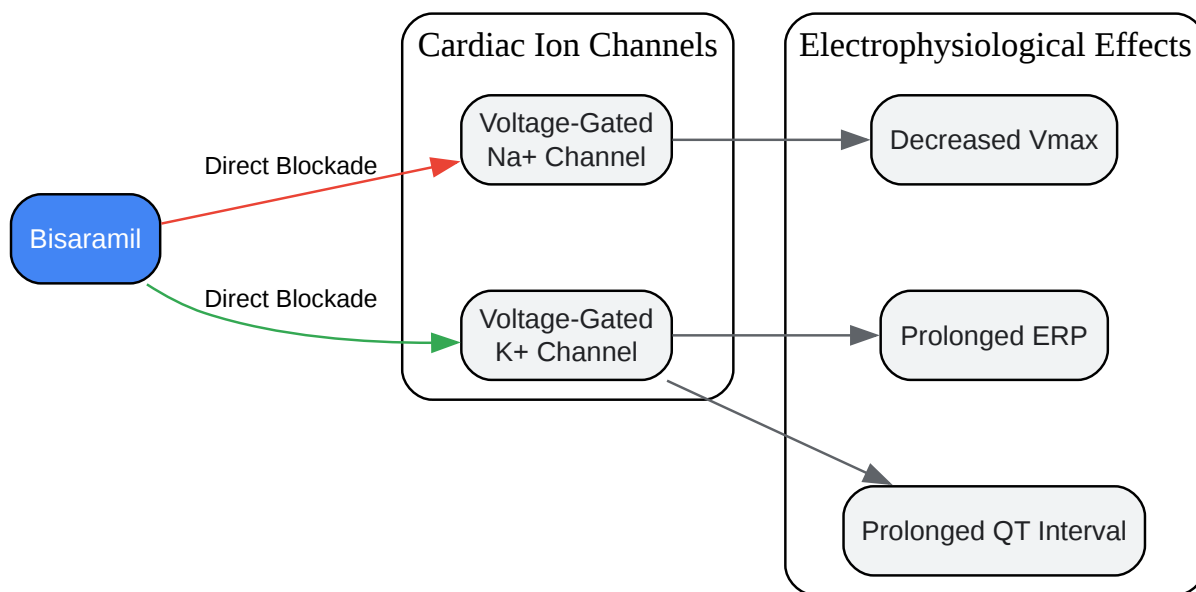 Cardiac Ion Channels
Electrophysiological Effects
Bisaramil
Direct Blockade
Direct Blockade
Voltage-Gated
Na+ Channel
Voltage-Gated
K+ Channel
Decreased Vmax
Prolonged ERP
Prolonged QT Interval